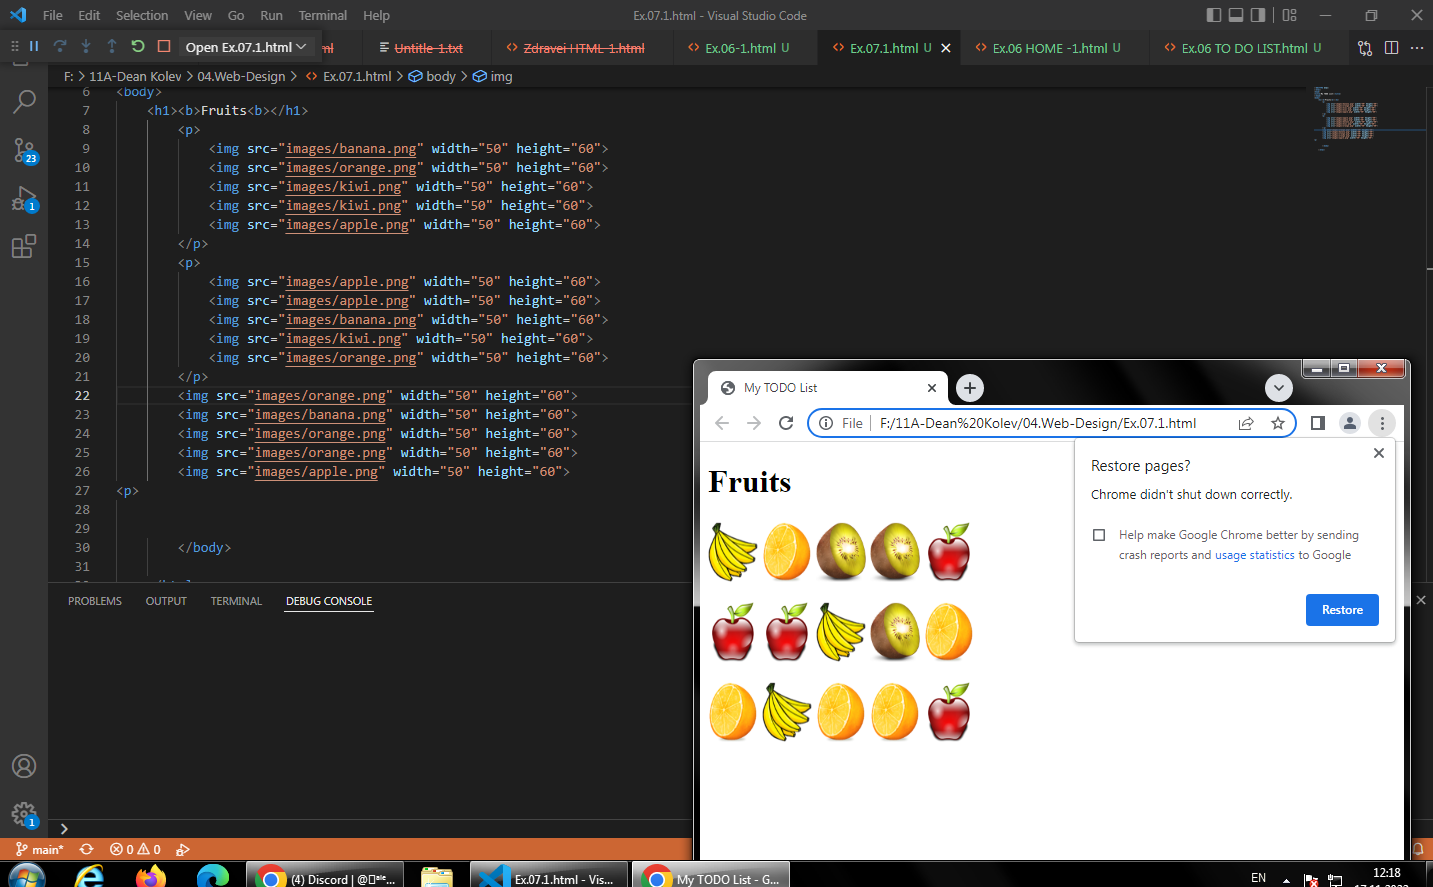 File Edit Selection View Go Run Terminal Help
Ex.07.1.html - Visual Studio Code
Open Ex.07.1.html
Untitle-1.txt
Zdravei HTML-1.html
Ex.06-1.html U
Ex.07.1.html U
Ex.06 HOME -1.html U
Ex.06 TO DO LIST.html U
F: > 11A-Dean Kolev > 04.Web-Design > Ex.07.1.html > body > img
6 <body>
7 <h1><b>Fruits<b></h1>
8 <p>
9 <img src="images/banana.png" width="50" height="60">
10 <img src="images/orange.png" width="50" height="60">
11 <img src="images/kiwi.png" width="50" height="60">
12 <img src="images/kiwi.png" width="50" height="60">
13 <img src="images/apple.png" width="50" height="60">
14 </p>
15 <p>
16 <img src="images/apple.png" width="50" height="60">
17 <img src="images/apple.png" width="50" height="60">
18 <img src="images/banana.png" width="50" height="60">
19 <img src="images/kiwi.png" width="50" height="60">
20 <img src="images/orange.png" width="50" height="60">
21 </p>
22 <img src="images/orange.png" width="50" height="60">
23 <img src="images/banana.png" width="50" height="60">
24 <img src="images/orange.png" width="50" height="60">
25 <img src="images/orange.png" width="50" height="60">
26 <img src="images/apple.png" width="50" height="60">
27 <p>
28
29
30 </body>
31
23
1
1
PROBLEMS OUTPUT TERMINAL DEBUG CONSOLE
My TODO List
File F:/11A-Dean%20Kolev/04.Web-Design/Ex.07.1.html
Fruits
Restore pages?
Chrome didn't shut down correctly.
Help make Google Chrome better by sending
crash reports and usage statistics to Google
Restore
main* 0 0
(4) Discord |
Ex.07.1.html - Vis...
My TODO List - G...
EN
12:18